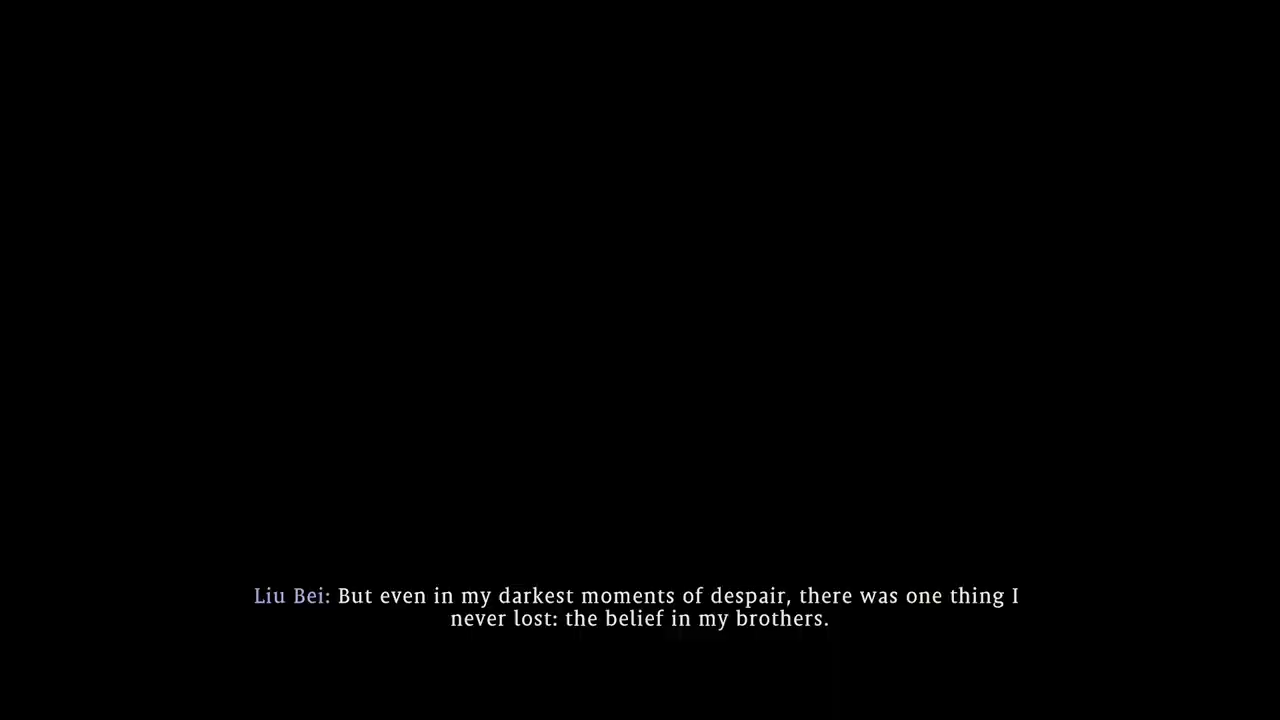 Liu Bei: But even in my darkest moments of despair, there was one thing I
never lost: the belief in my brothers.